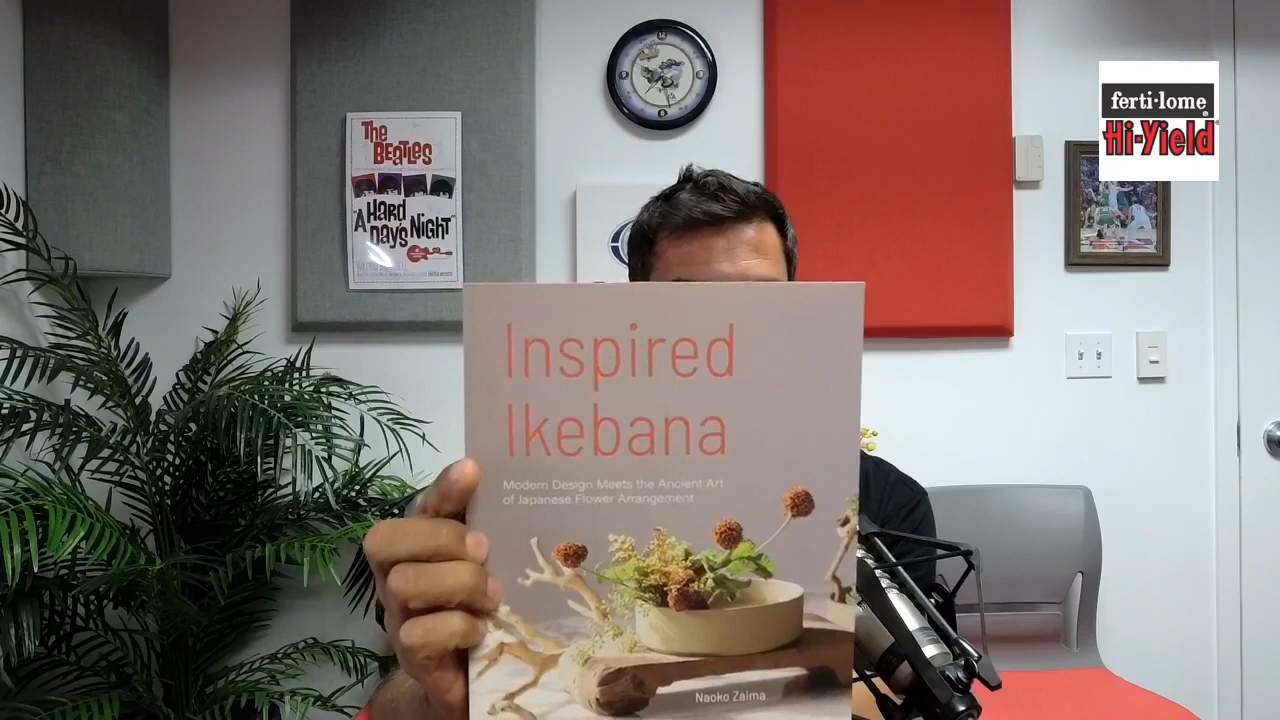 The
BEATLES
"A HARD
DAY'S NIGHT"
ferti·lome®
Hi-Yield®
Inspired
Ikebana
Modern Design Meets the Ancient Art
of Japanese Flower Arrangement
Naoko Zaima